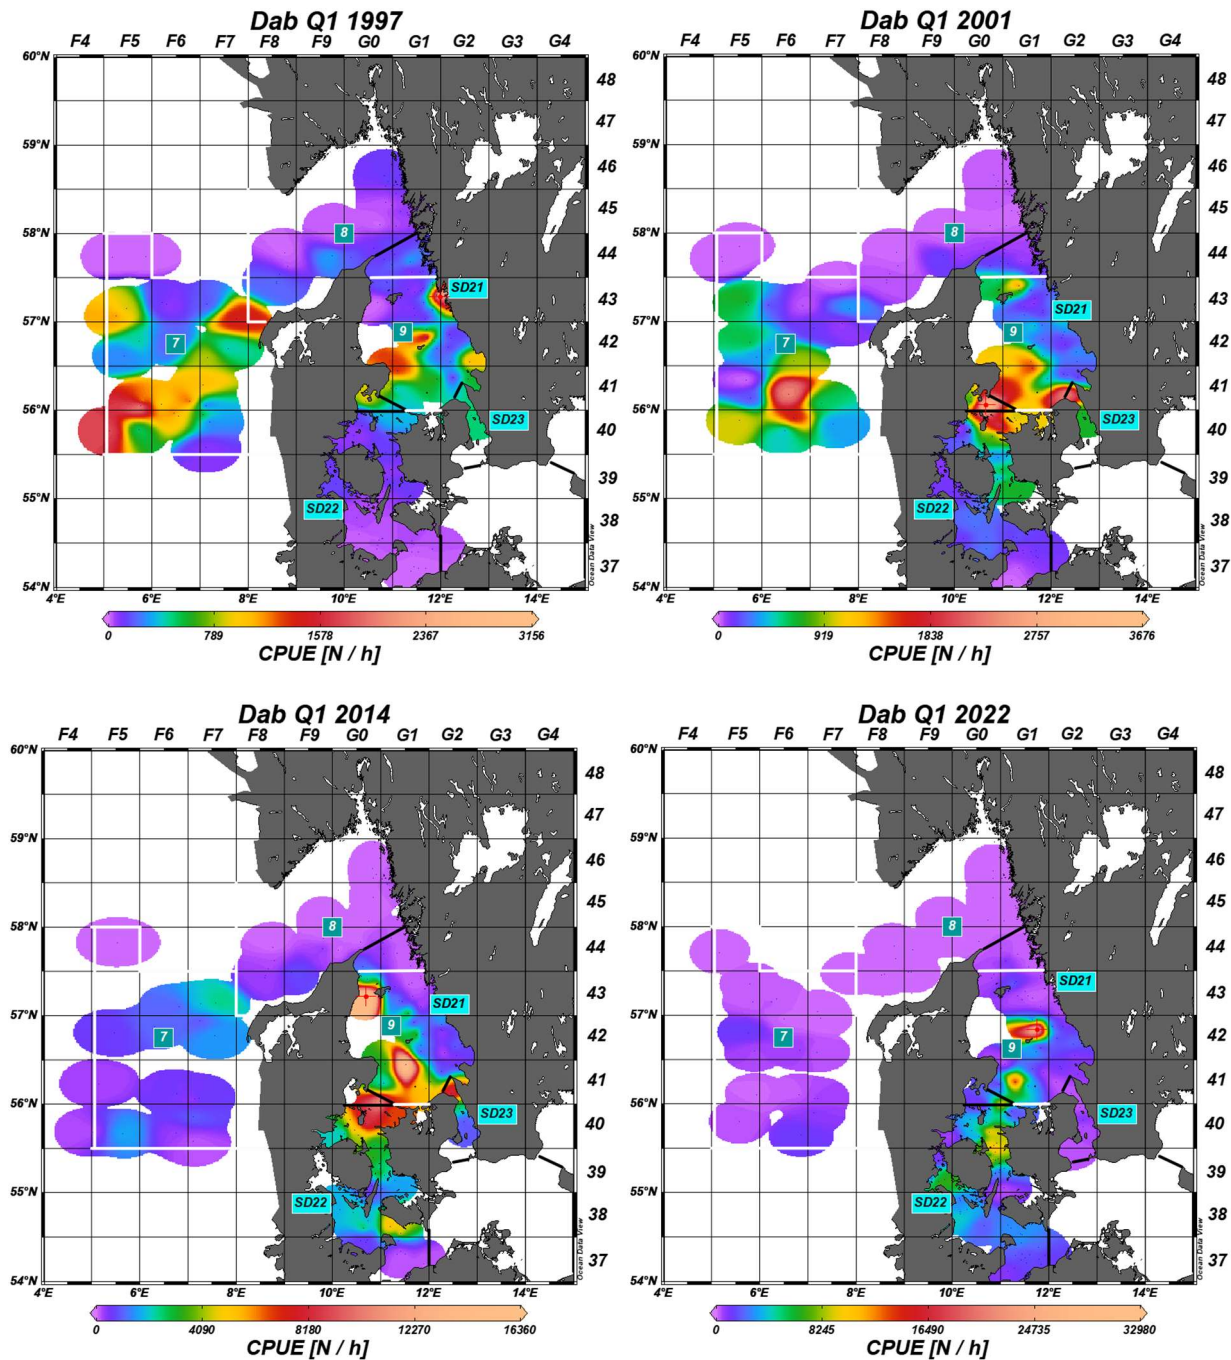 Dab Q1 1997
F4 F5 F6 F7 F8 F9 G0 G1 G2 G3 G4
60°N
59°N
58°N
57°N
56°N
55°N
54°N
48
47
46
45
44
43
42
41
40
39
38
37
8
SD21
9
7
SD23
SD22
Ocean Data View
4°E 6°E 8°E 10°E 12°E 14°E
0 789 1578 2367 3156
CPUE [N / h]
Dab Q1 2001
F4 F5 F6 F7 F8 F9 G0 G1 G2 G3 G4
60°N
59°N
58°N
57°N
56°N
55°N
54°N
48
47
46
45
44
43
42
41
40
39
38
37
8
SD21
9
7
SD23
SD22
Ocean Data View
4°E 6°E 8°E 10°E 12°E 14°E
0 919 1838 2757 3676
CPUE [N / h]
Dab Q1 2014
F4 F5 F6 F7 F8 F9 G0 G1 G2 G3 G4
60°N
59°N
58°N
57°N
56°N
55°N
54°N
48
47
46
45
44
43
42
41
40
39
38
37
8
SD21
9
7
SD23
SD22
Ocean Data View
4°E 6°E 8°E 10°E 12°E 14°E
0 4090 8180 12270 16360
CPUE [N / h]
Dab Q1 2022
F4 F5 F6 F7 F8 F9 G0 G1 G2 G3 G4
60°N
59°N
58°N
57°N
56°N
55°N
54°N
48
47
46
45
44
43
42
41
40
39
38
37
8
SD21
9
7
SD23
SD22
Ocean Data View
4°E 6°E 8°E 10°E 12°E 14°E
0 8245 16490 24735 32980
CPUE [N / h]